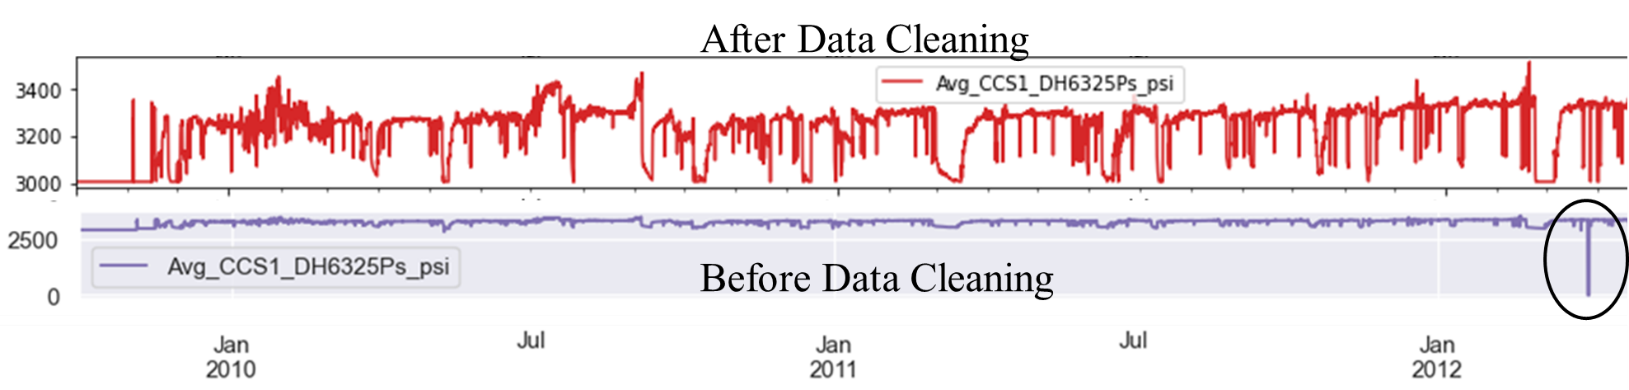 After Data Cleaning
3400
3200
3000
Avg_CCS1_DH6325Ps_psi
2500
0
Avg_CCS1_DH6325Ps_psi
Before Data Cleaning
Jan
2010
Jul
Jan
2011
Jul
Jan
2012